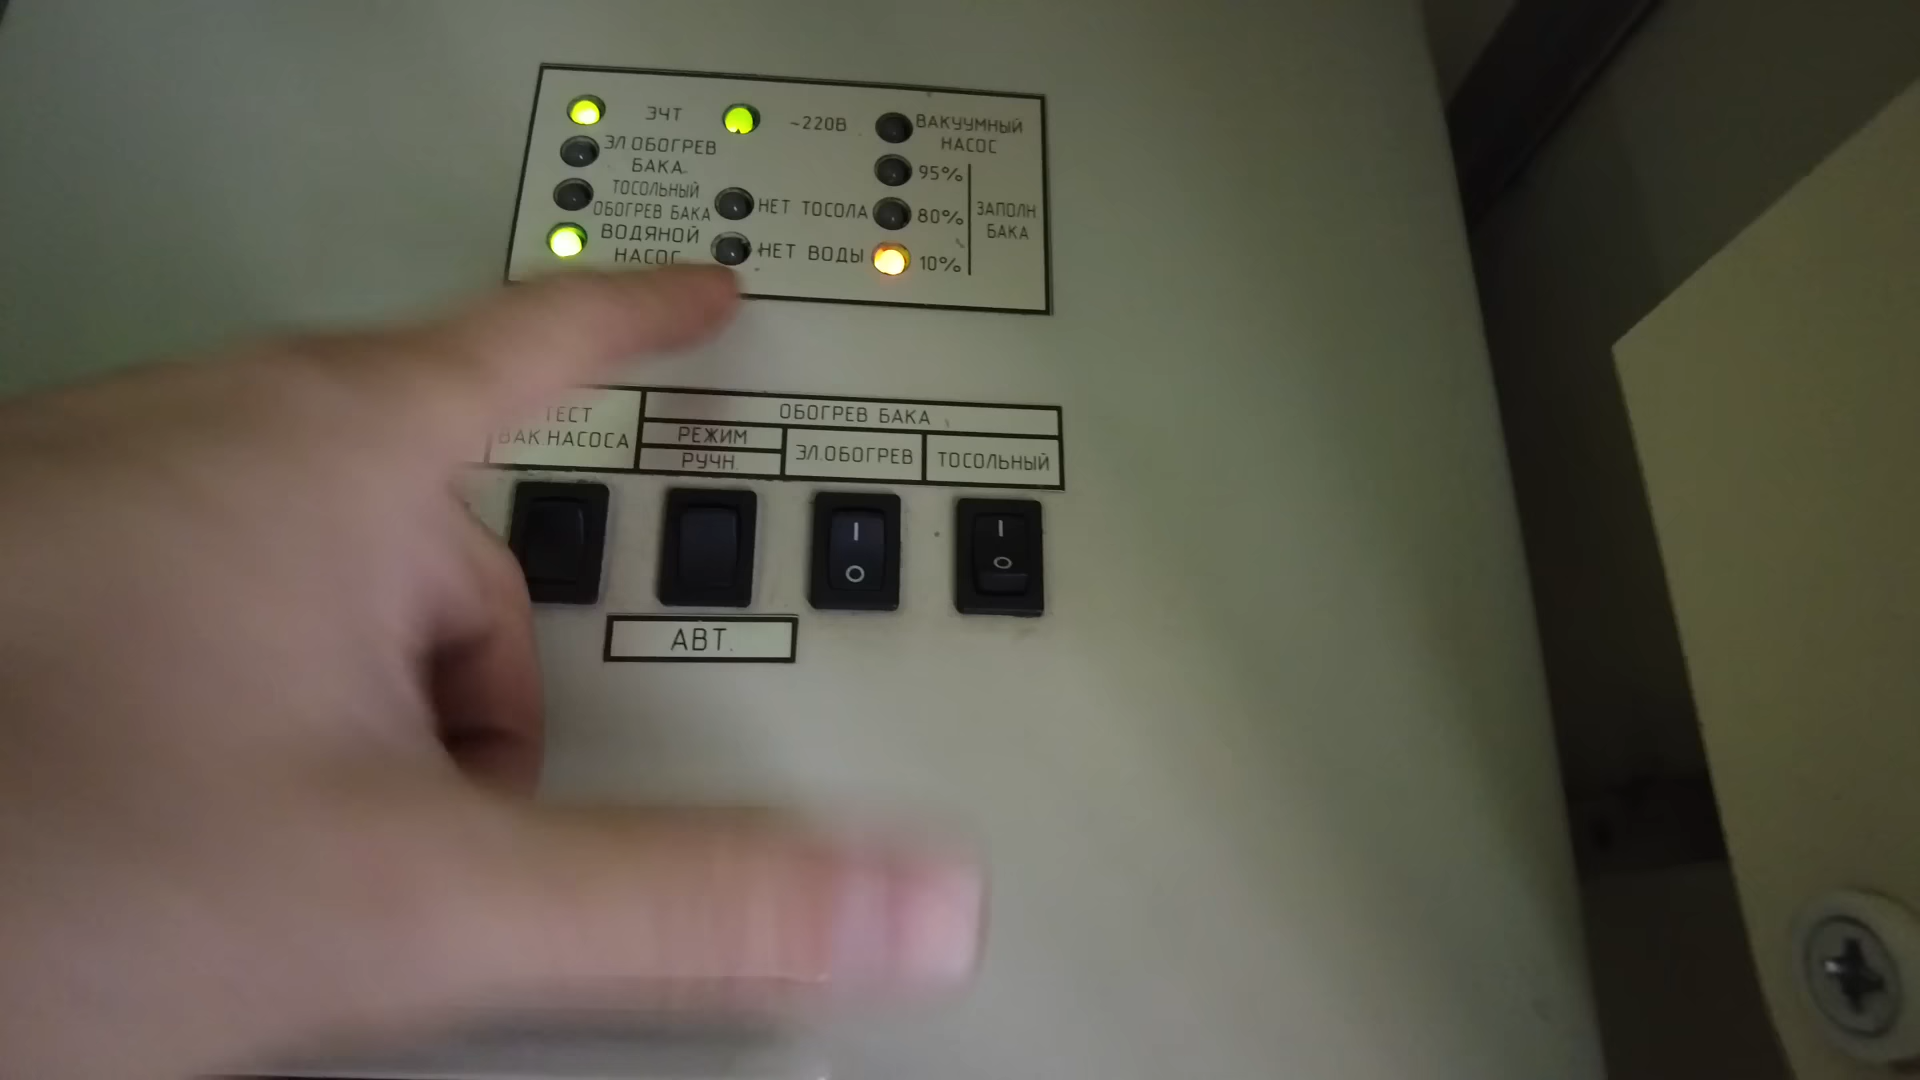 ЭЧТ
~220В
ВАКУУМНЫЙ
НАСОС
ЭЛ.ОБОГРЕВ
БАКА
95%
ТОСОЛЬНЫЙ
ОБОГРЕВ БАКА
НЕТ ТОСОЛА
80%
ЗАПОЛН.
БАКА
ВОДЯНОЙ
НАСОС
НЕТ ВОДЫ
10%
ТЕСТ
ВАК.НАСОСА
ОБОГРЕВ БАКА
РЕЖИМ
РУЧН.
ЭЛ.ОБОГРЕВ
ТОСОЛЬНЫЙ
I
O
I
O
АВТ.